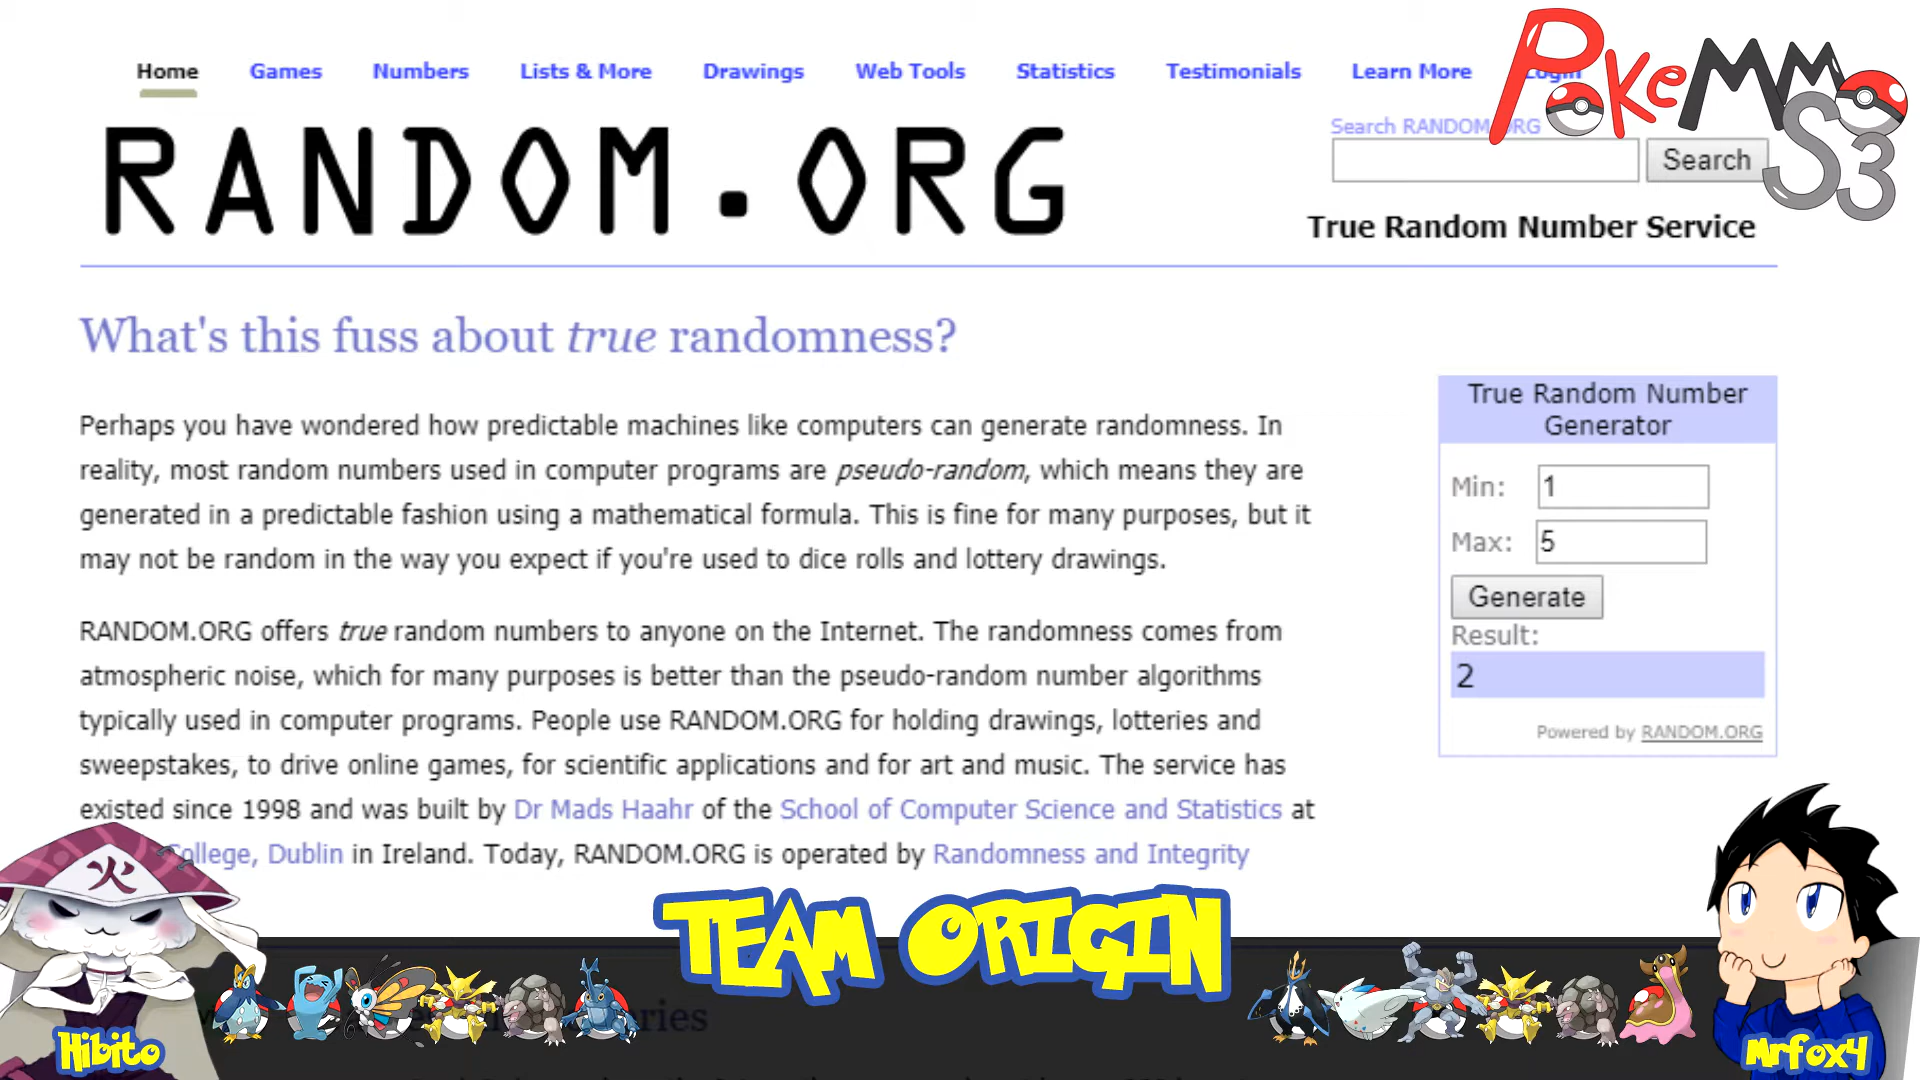 Home Games Numbers Lists & More Drawings Web Tools Statistics Testimonials Learn More Login
PokeMMO S3
Search RANDOM.ORG
Search
RANDOM.ORG
True Random Number Service
What's this fuss about true randomness?
Perhaps you have wondered how predictable machines like computers can generate randomness. In
reality, most random numbers used in computer programs are pseudo-random, which means they are
generated in a predictable fashion using a mathematical formula. This is fine for many purposes, but it
may not be random in the way you expect if you're used to dice rolls and lottery drawings.
RANDOM.ORG offers true random numbers to anyone on the Internet. The randomness comes from
atmospheric noise, which for many purposes is better than the pseudo-random number algorithms
typically used in computer programs. People use RANDOM.ORG for holding drawings, lotteries and
sweepstakes, to drive online games, for scientific applications and for art and music. The service has
existed since 1998 and was built by Dr Mads Haahr of the School of Computer Science and Statistics at
College, Dublin in Ireland. Today, RANDOM.ORG is operated by Randomness and Integrity
True Random Number
Generator
Min: 1
Max: 5
Generate
Result:
2
Powered by RANDOM.ORG
火
TEAM ORIGIN
Hibito
Mrfox4